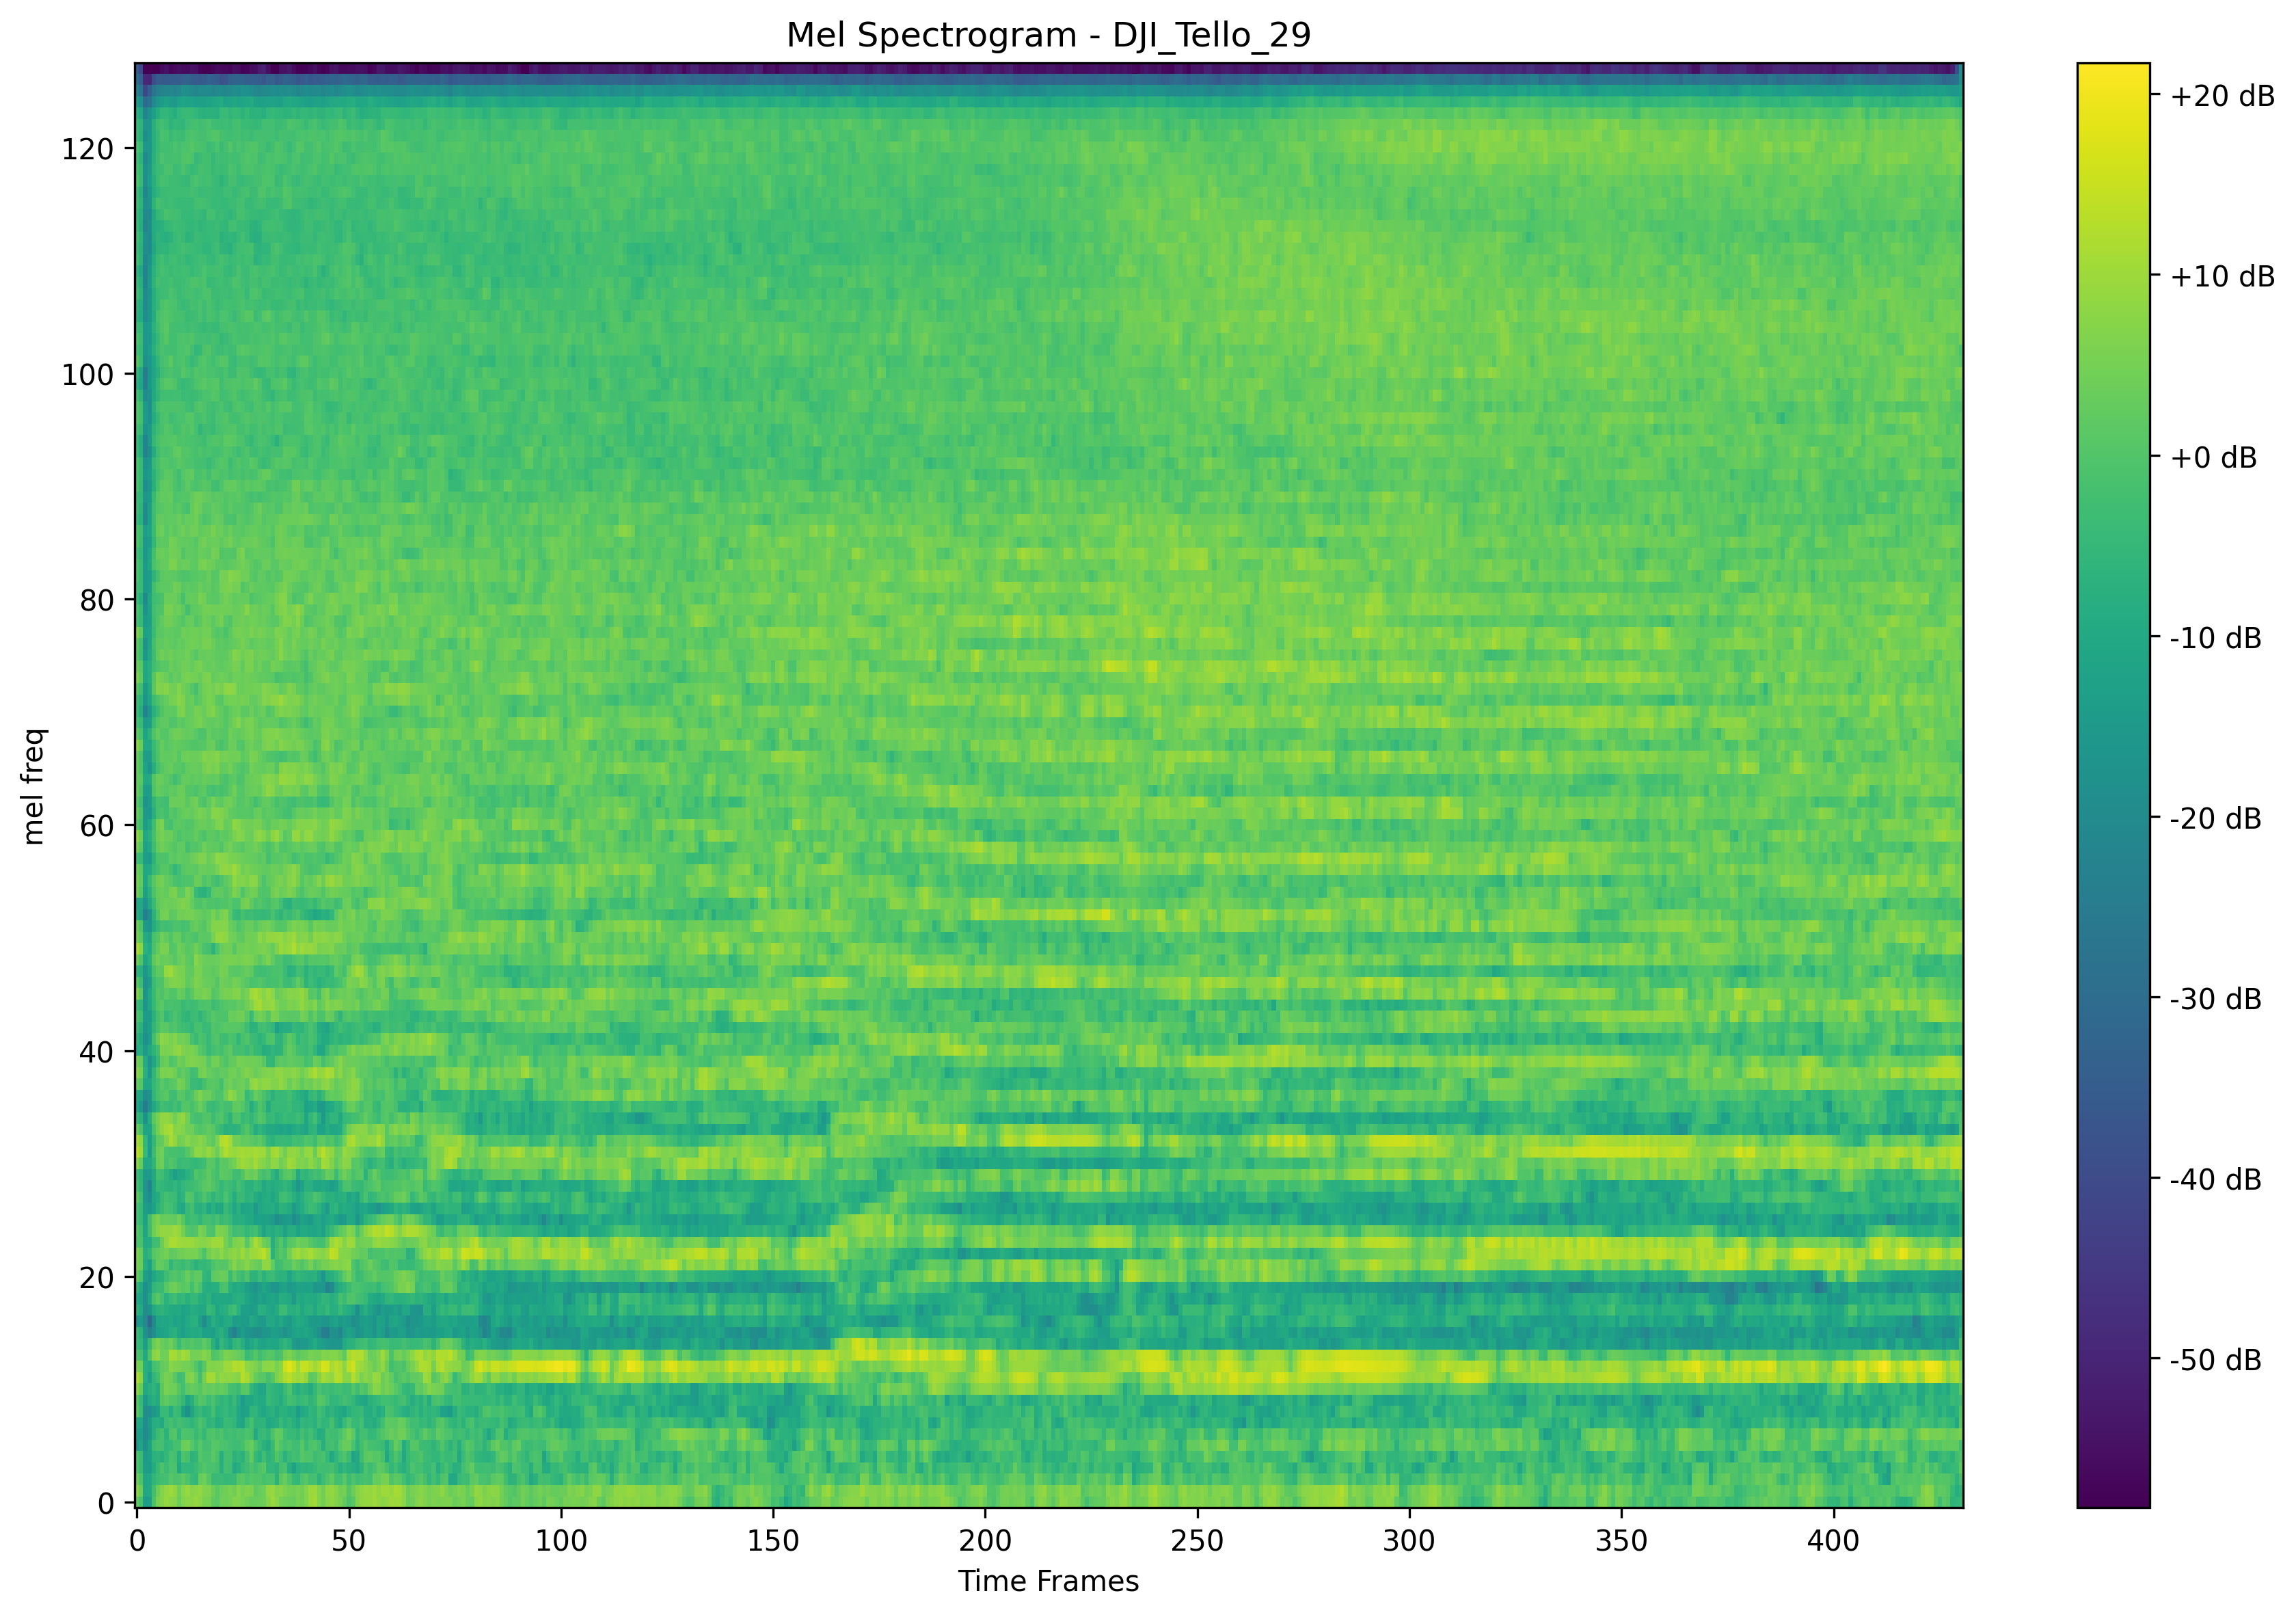 Mel Spectrogram - DJI_Tello_29
mel freq
120
100
80
60
40
20
0
0 50 100 150 200 250 300 350 400
Time Frames
+20 dB
+10 dB
+0 dB
-10 dB
-20 dB
-30 dB
-40 dB
-50 dB